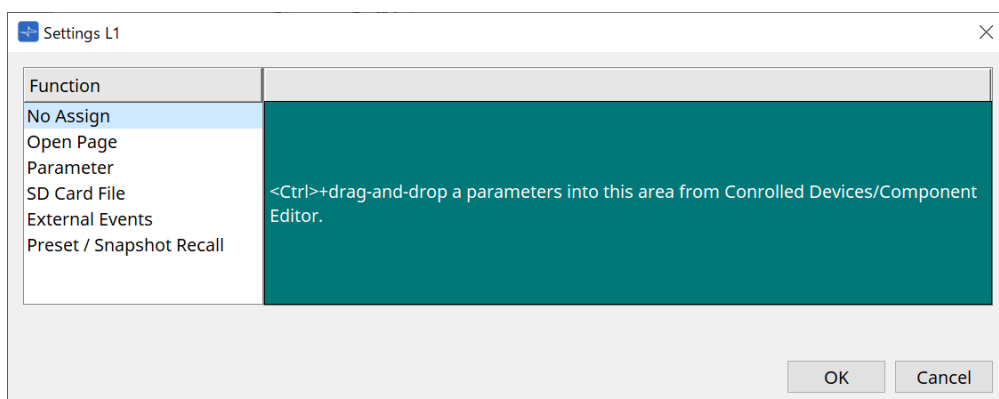 Settings L1
Function
No Assign
Open Page
Parameter
SD Card File
External Events
Preset / Snapshot Recall
<Ctrl>+drag-and-drop a parameters into this area from Conrolled Devices/Component
Editor.
OK
Cancel